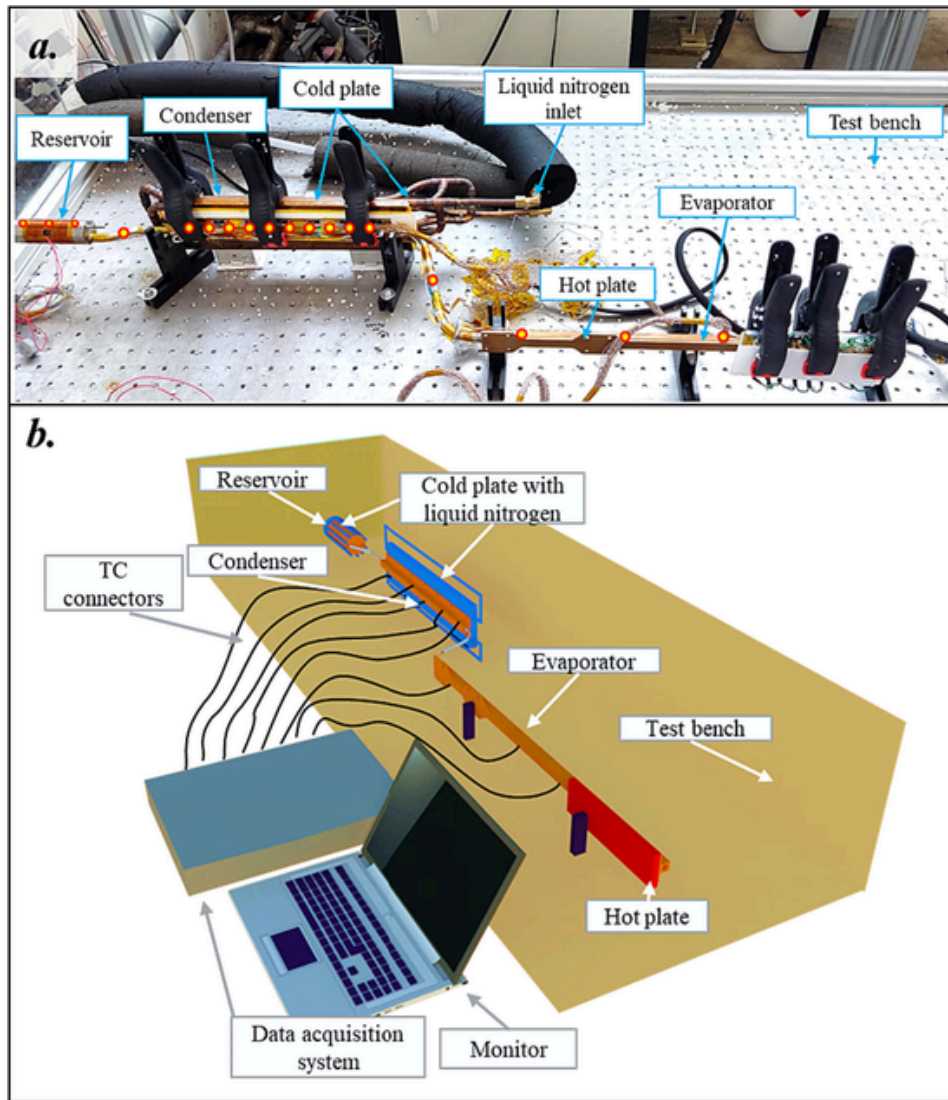 a.
Reservoir
Condenser
Cold plate
Liquid nitrogen
inlet
Test bench
Evaporator
Hot plate
b.
Reservoir
Cold plate with
liquid nitrogen
Condenser
TC
connectors
Evaporator
Test bench
Hot plate
Data acquisition
system
Monitor